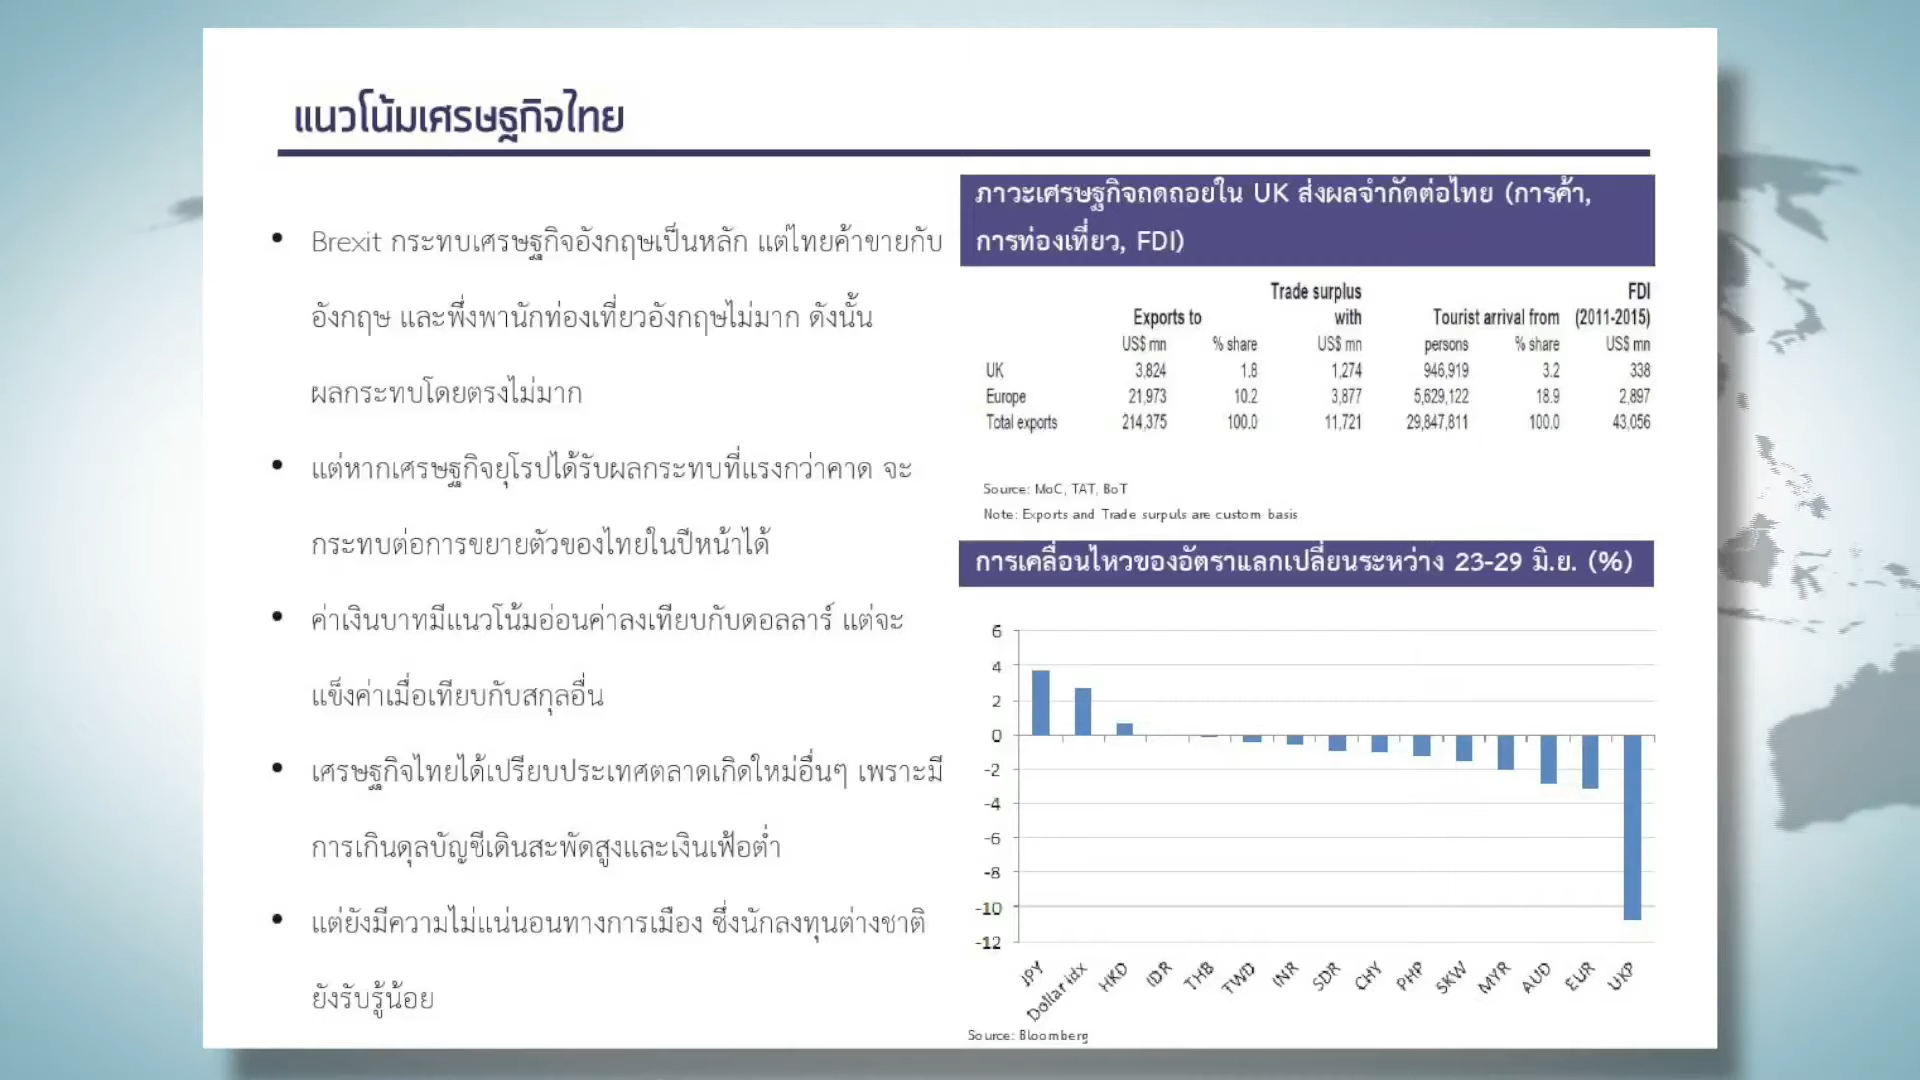 แนวโน้มเศรษฐกิจไทย
• Brexit กระทบเศรษฐกิจอังกฤษเป็นหลัก แต่ไทยค้าขายกับ
อังกฤษ และพึ่งพานักท่องเที่ยวอังกฤษไม่มาก ดังนั้น
ผลกระทบโดยตรงไม่มาก
• แต่หากเศรษฐกิจยุโรปได้รับผลกระทบที่แรงกว่าคาด จะ
กระทบต่อการขยายตัวของไทยในปีหน้าได้
• ค่าเงินบาทมีแนวโน้มอ่อนค่าลงเทียบกับดอลลาร์ แต่จะ
แข็งค่าเมื่อเทียบกับสกุลอื่น
• เศรษฐกิจไทยได้เปรียบประเทศตลาดเกิดใหม่อื่นๆ เพราะมี
การเกินดุลบัญชีเดินสะพัดสูงและเงินเฟ้อต่ำ
• แต่ยังมีความไม่แน่นอนทางการเมือง ซึ่งนักลงทุนต่างชาติ
ยังรับรู้น้อย
ภาวะเศรษฐกิจถดถอยใน UK ส่งผลจำกัดต่อไทย (การค้า,
การท่องเที่ยว, FDI)
Trade surplus FDI
Exports to with Tourist arrival from (2011-2015)
US$ mn % share US$ mn persons % share US$ mn
UK 3,824 1.8 1,274 946,919 3.2 338
Europe 21,973 10.2 3,877 5,629,122 18.9 2,897
Total exports 214,375 100.0 11,721 29,847,811 100.0 43,056
Source: MoC, TAT, BoT
Note: Exports and Trade surpuls are custom basis
การเคลื่อนไหวของอัตราแลกเปลี่ยนระหว่าง 23-29 มิ.ย. (%)
6
4
2
0
-2
-4
-6
-8
-10
-12
JPY Dollar idx HKD IDR THB TWD INR SDR CHY PHP SKW MYR AUD EUR UKP
Source: Bloomberg